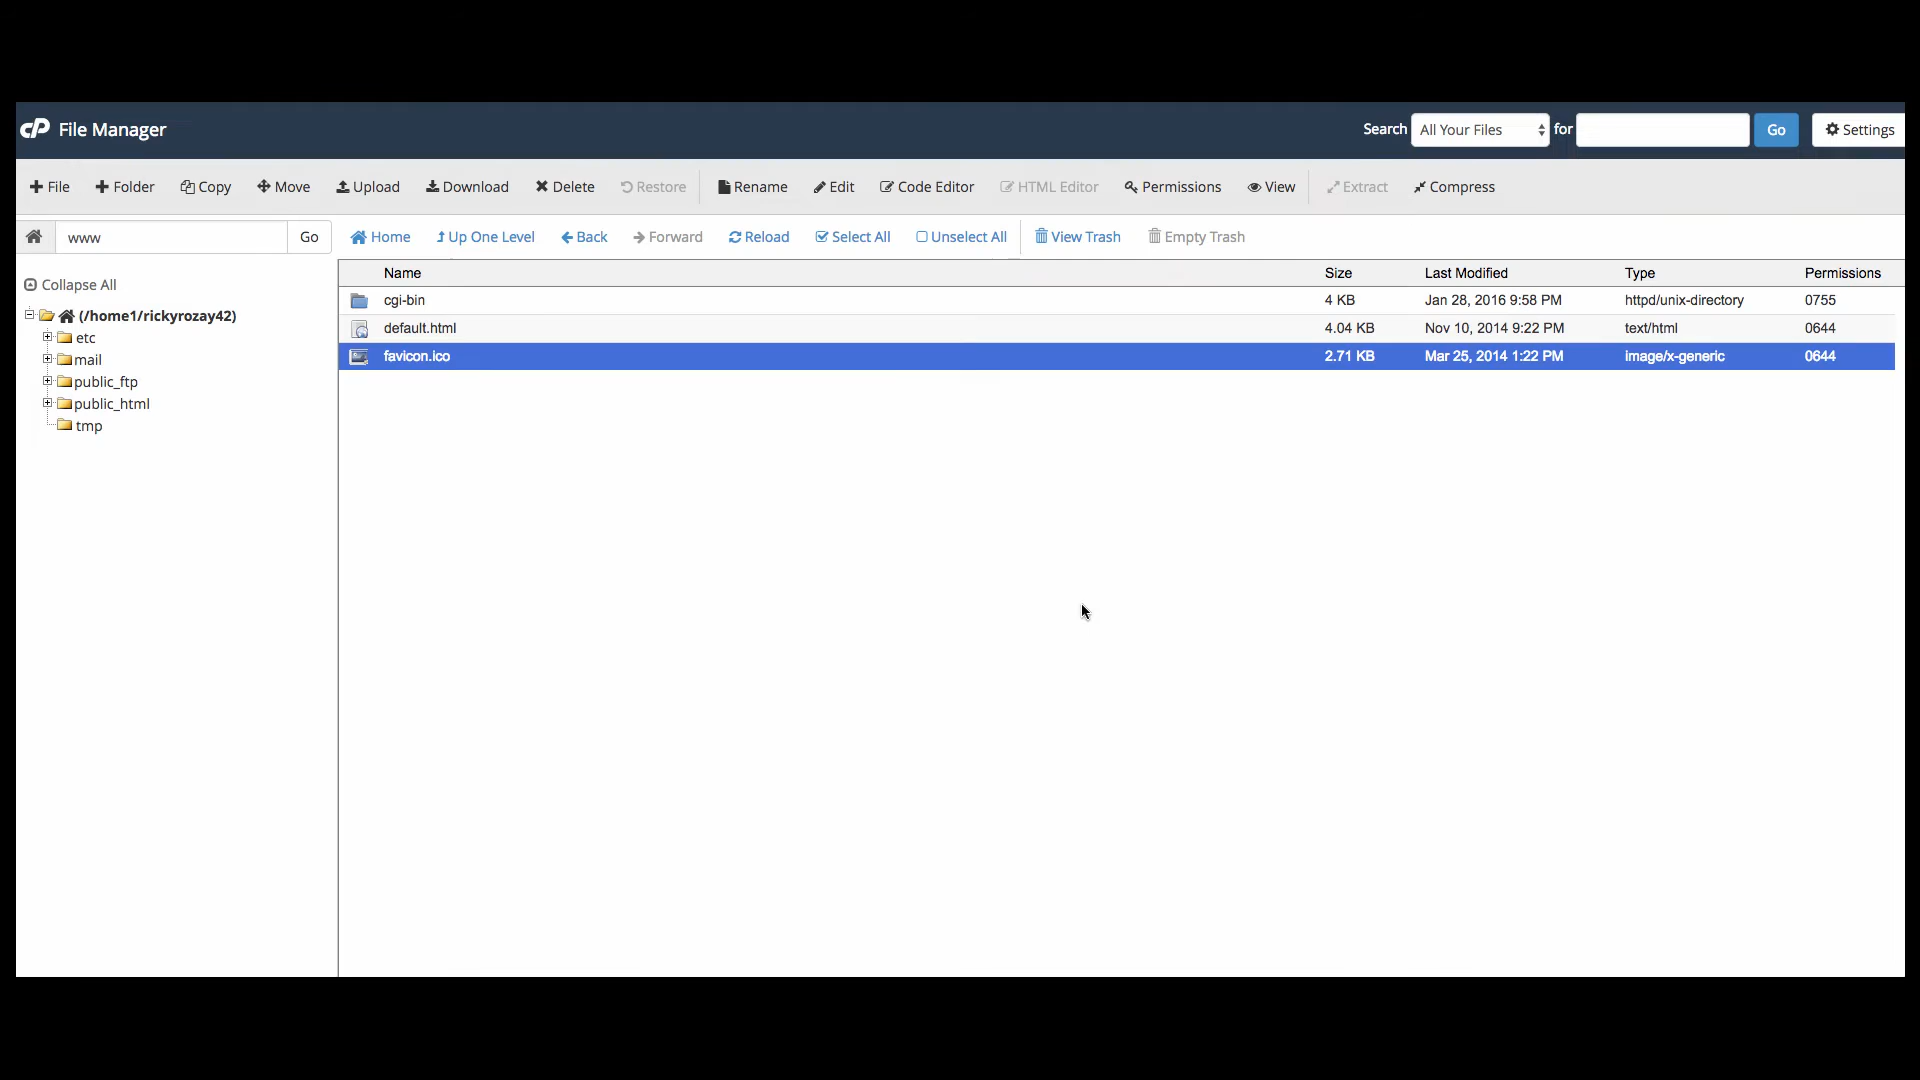 cP File Manager Search All Your Files for Go Settings
File Folder Copy Move Upload Download Delete Restore Rename Edit Code Editor HTML Editor Permissions View Extract Compress
www Go Home Up One Level Back Forward Reload Select All Unselect All View Trash Empty Trash
Collapse All
(/home1/rickyrozay42)
etc
mail
public_ftp
public_html
tmp
Name Size Last Modified Type Permissions
cgi-bin 4 KB Jan 28, 2016 9:58 PM httpd/unix-directory 0755
default.html 4.04 KB Nov 10, 2014 9:22 PM text/html 0644
favicon.ico 2.71 KB Mar 25, 2014 1:22 PM image/x-generic 0644